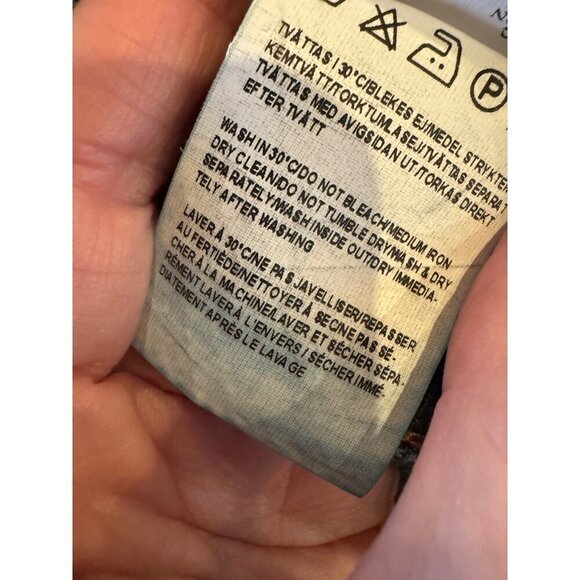 P
TVÄTTAS I 30°C/BLEKES EJ/MEDEL STRYKTEM
KEMTVÄTT/TORKTUMLAS EJ/TVÄTTAS SEPARA
TVÄTTAS MED AVIGSIDAN UT/TORKAS DIREKT
EFTER TVÄTT
WASH IN 30°C/DO NOT BLEACH/MEDIUM IRON
DRY CLEAN/DO NOT TUMBLE DRY/WASH & DRY
SEPARATELY/WASH INSIDE OUT/DRY IMMEDIA-
TELY AFTER WASHING
LAVER À 30°C/NE PAS JAVELLISER/REPASSER
AU FER TIÈDE/NETTOYER À SEC/NE PAS SÉ-
CHER À LA MACHINE/LAVER ET SÉCHER SÉPA-
RÉMENT LAVER À L'ENVERS / SÉCHER IMMÉ-
DIATEMENT APRÈS LE LAVAGE